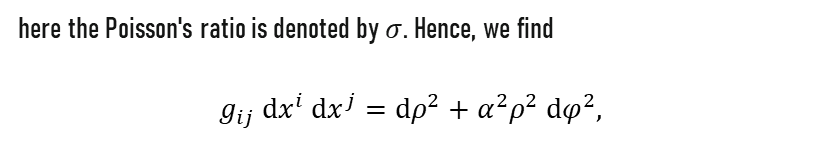 here the Poisson's ratio is denoted by σ. Hence, we find
g_{ij} dx^i dx^j = dρ² + α²ρ² dφ²,